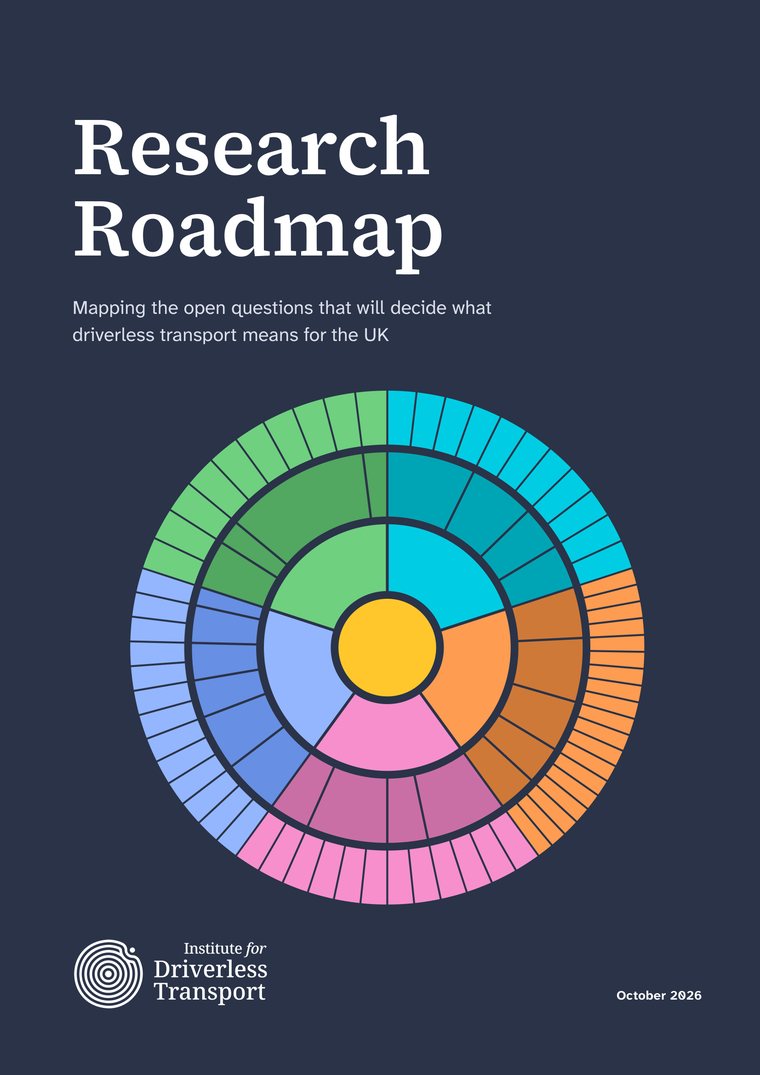 Research
Roadmap
Mapping the open questions that will decide what
driverless transport means for the UK
Institute for
Driverless
Transport
October 2026